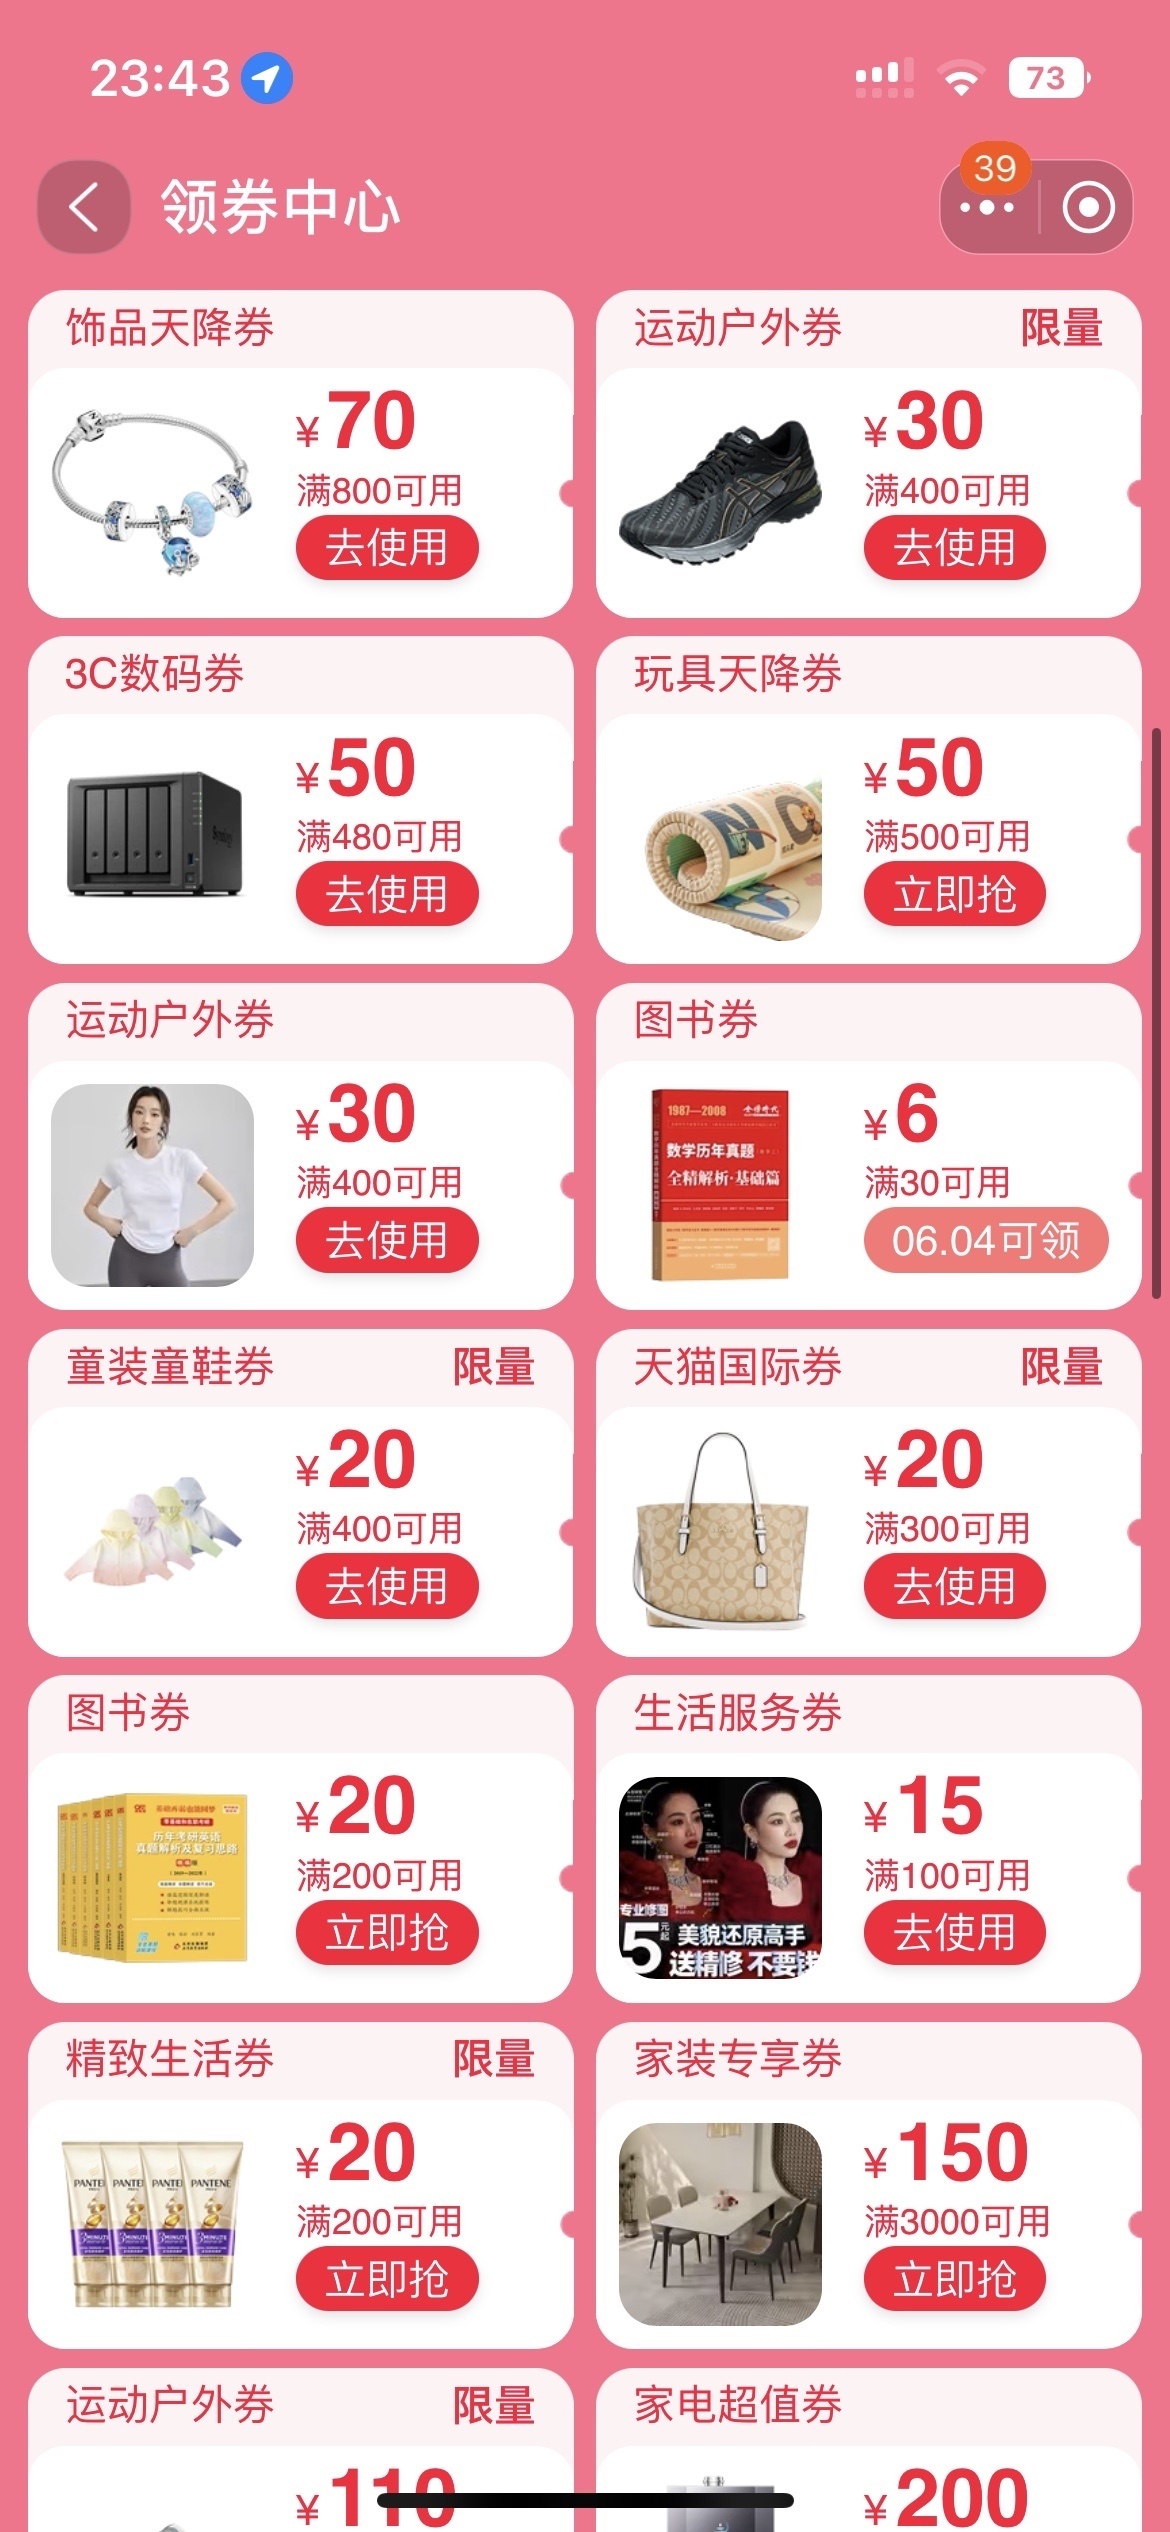 23:43
73
领券中心
39
饰品天降券
¥70
满800可用
去使用
运动户外券 限量
¥30
满400可用
去使用
3C数码券
¥50
满480可用
去使用
玩具天降券
¥50
满500可用
立即抢
运动户外券
¥30
满400可用
去使用
图书券
1987—2008
数学历年真题
全精解析·基础篇
¥6
满30可用
06.04可领
童装童鞋券 限量
¥20
满400可用
去使用
天猫国际券 限量
¥20
满300可用
去使用
图书券
历年考研英语
真题解析及复习思路
¥20
满200可用
立即抢
生活服务券
专业修图
5元起
美貌还原高手
送精修 不要钱
¥15
满100可用
去使用
精致生活券 限量
PANTENE
3 MINUTE
¥20
满200可用
立即抢
家装专享券
¥150
满3000可用
立即抢
运动户外券 限量
¥110
家电超值券
¥200